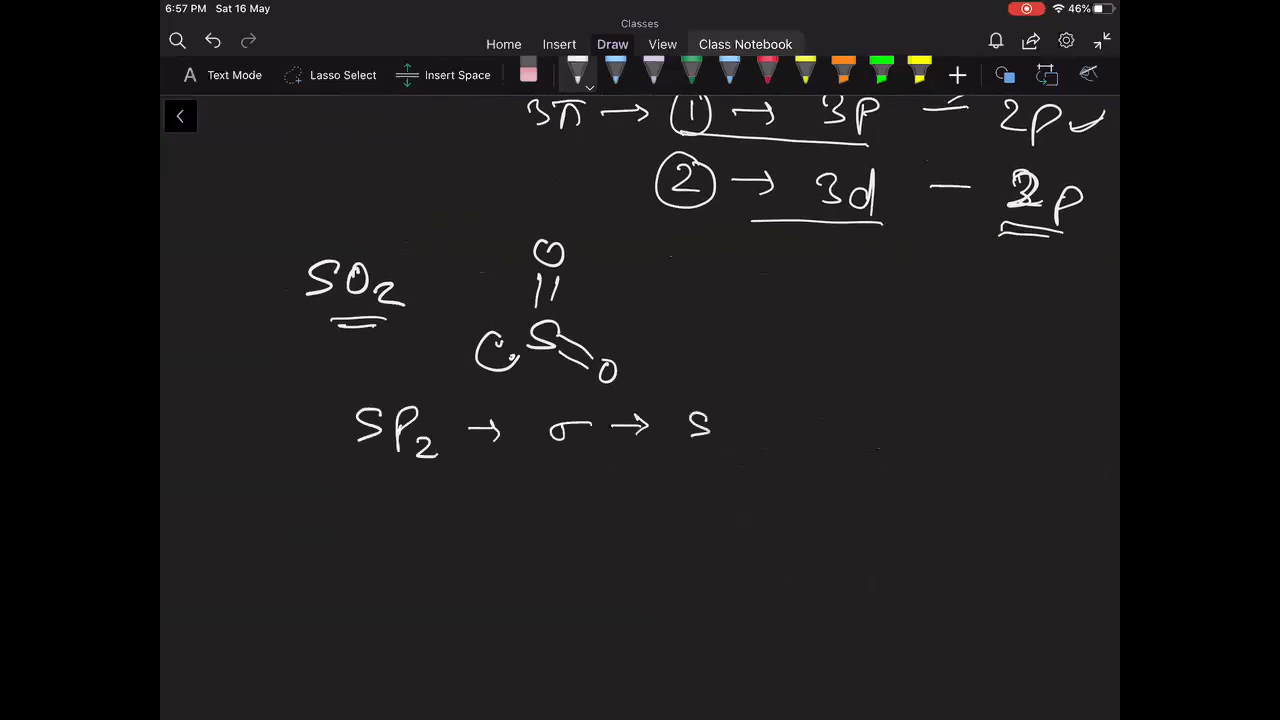 6:57 PM Sat 16 May 46%
Classes
Home Insert Draw View Class Notebook
A Text Mode Lasso Select Insert Space
3π → ① → 3p – 2p ✓
② → 3d – 2p
SO2
O
S
O
SP2 → σ → S